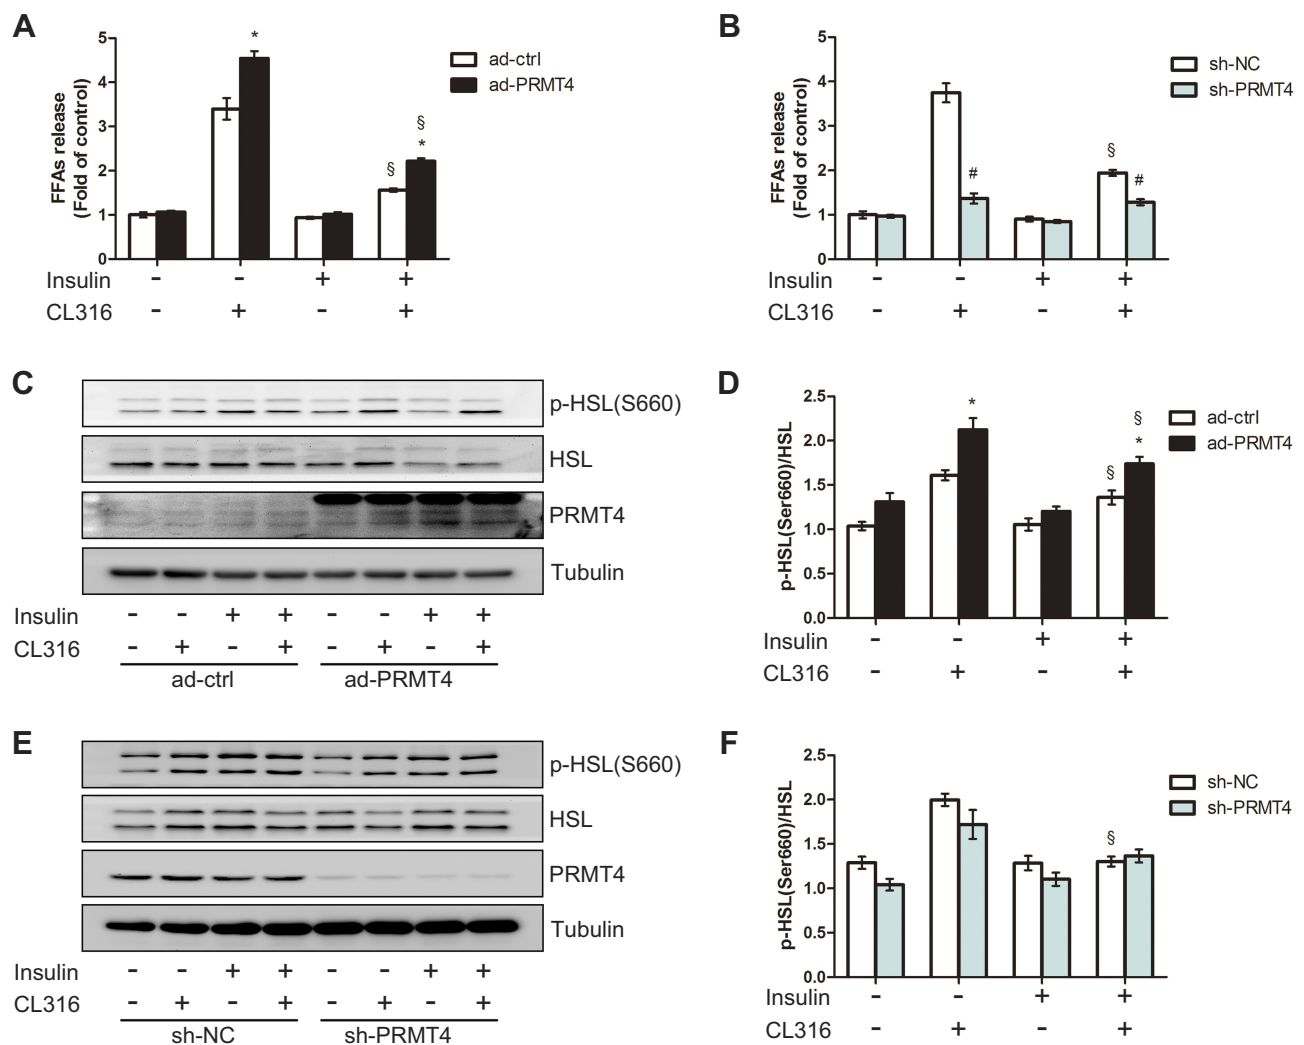 A
FFAs release
(Fold of control)
5
4
3
2
1
0
*
§
§
*
ad-ctrl
ad-PRMT4
Insulin - - + +
CL316 - + - +
B
FFAs release
(Fold of control)
5
4
3
2
1
0
#
§
#
sh-NC
sh-PRMT4
Insulin - - + +
CL316 - + - +
C
p-HSL(S660)
HSL
PRMT4
Tubulin
Insulin - - + + - - + +
CL316 - + - + - + - +
ad-ctrl ad-PRMT4
D
p-HSL(Ser660)/HSL
2.5
2.0
1.5
1.0
0.5
0.0
*
§
§
*
ad-ctrl
ad-PRMT4
Insulin - - + +
CL316 - + - +
E
p-HSL(S660)
HSL
PRMT4
Tubulin
Insulin - - + + - - + +
CL316 - + - + - + - +
sh-NC sh-PRMT4
F
p-HSL(Ser660)/HSL
2.5
2.0
1.5
1.0
0.5
0.0
§
sh-NC
sh-PRMT4
Insulin - - + +
CL316 - + - +